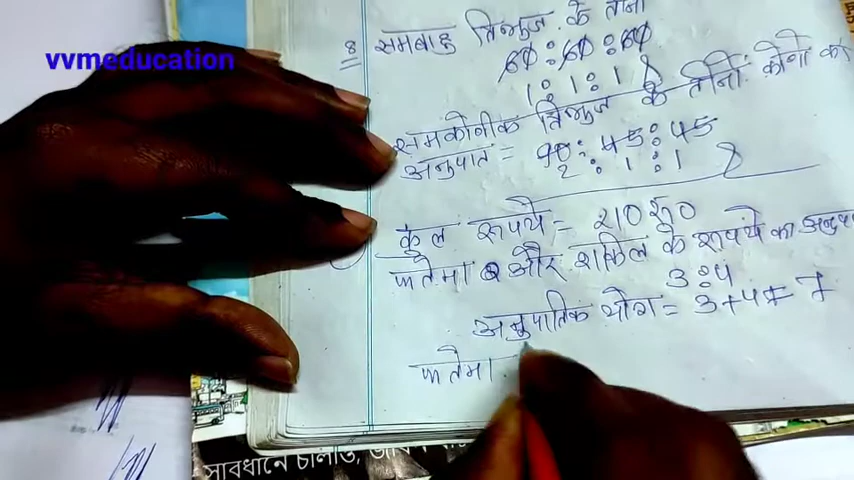 vvmeducation
8 समबाहु त्रिभुज के तीनो
60 : 60 : 60
1 : 1 : 1
समकोनीक त्रिभुज के तीनो कोणो का
अनुपात = 90 : 45 : 45
2 : 1 : 1
कुल रूपये = 210 रू0
फातेमा और शकिल के रूपये का
3 : 4
अनुपातिक योग = 3+4 = 7
फातेमा
সাবধানে চালাও